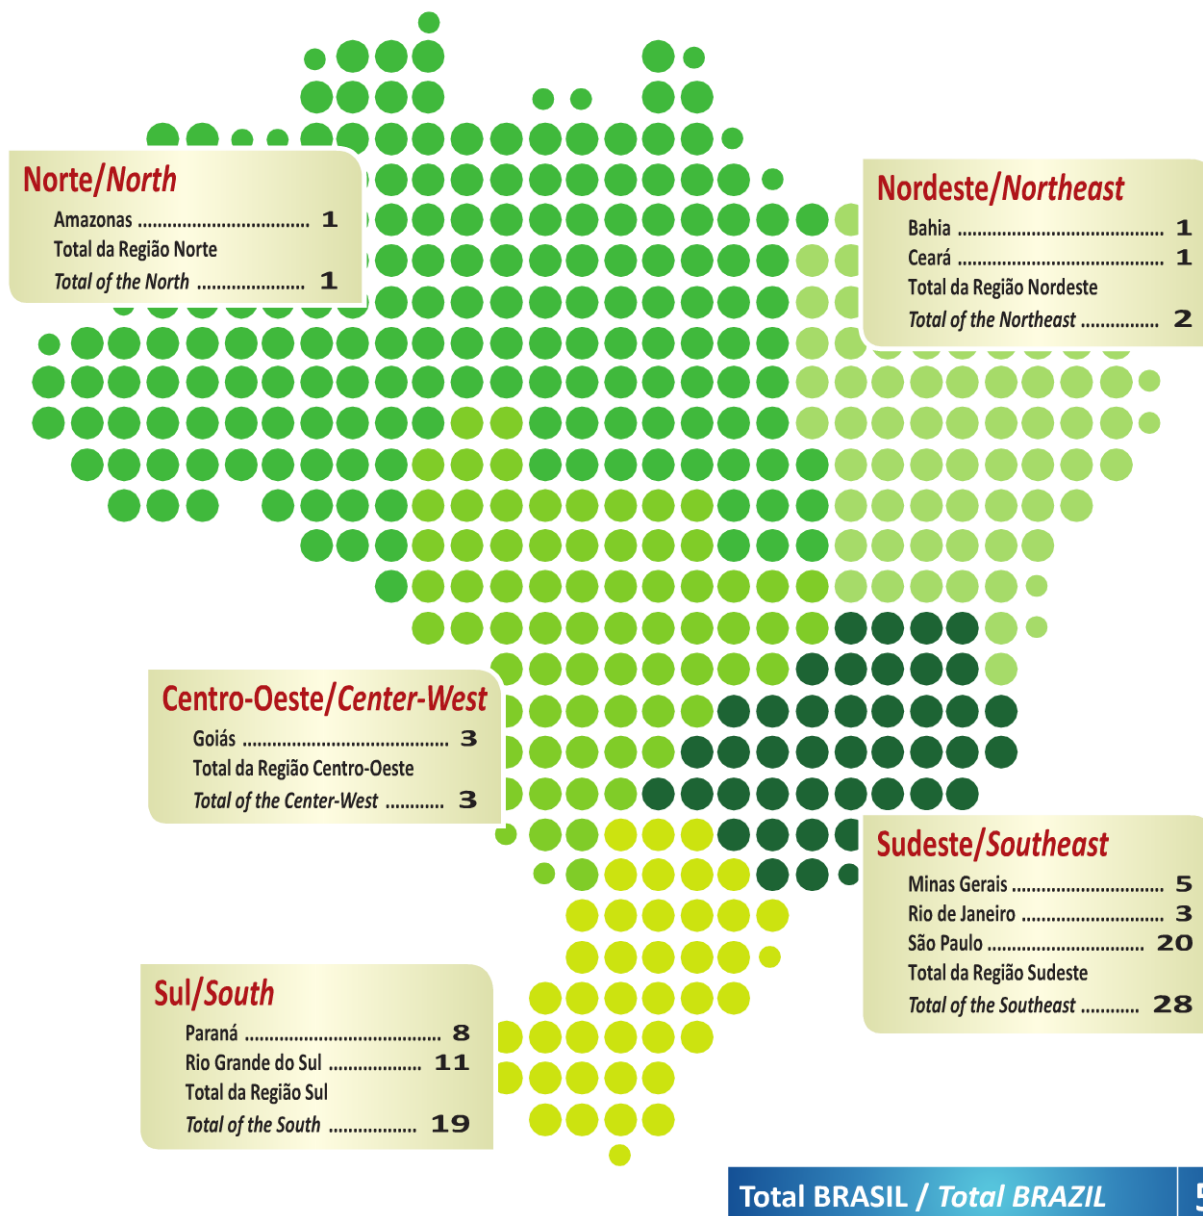 Norte/North
Amazonas ................................... 1
Total da Região Norte
Total of the North ...................... 1
Nordeste/Northeast
Bahia .......................................... 1
Ceará .......................................... 1
Total da Região Nordeste
Total of the Northeast ................ 2
Centro-Oeste/Center-West
Goiás .......................................... 3
Total da Região Centro-Oeste
Total of the Center-West ............ 3
Sudeste/Southeast
Minas Gerais ............................... 5
Rio de Janeiro ............................. 3
São Paulo ................................ 20
Total da Região Sudeste
Total of the Southeast ............ 28
Sul/South
Paraná ........................................ 8
Rio Grande do Sul ................... 11
Total da Região Sul
Total of the South .................. 19
Total BRASIL / Total BRAZIL